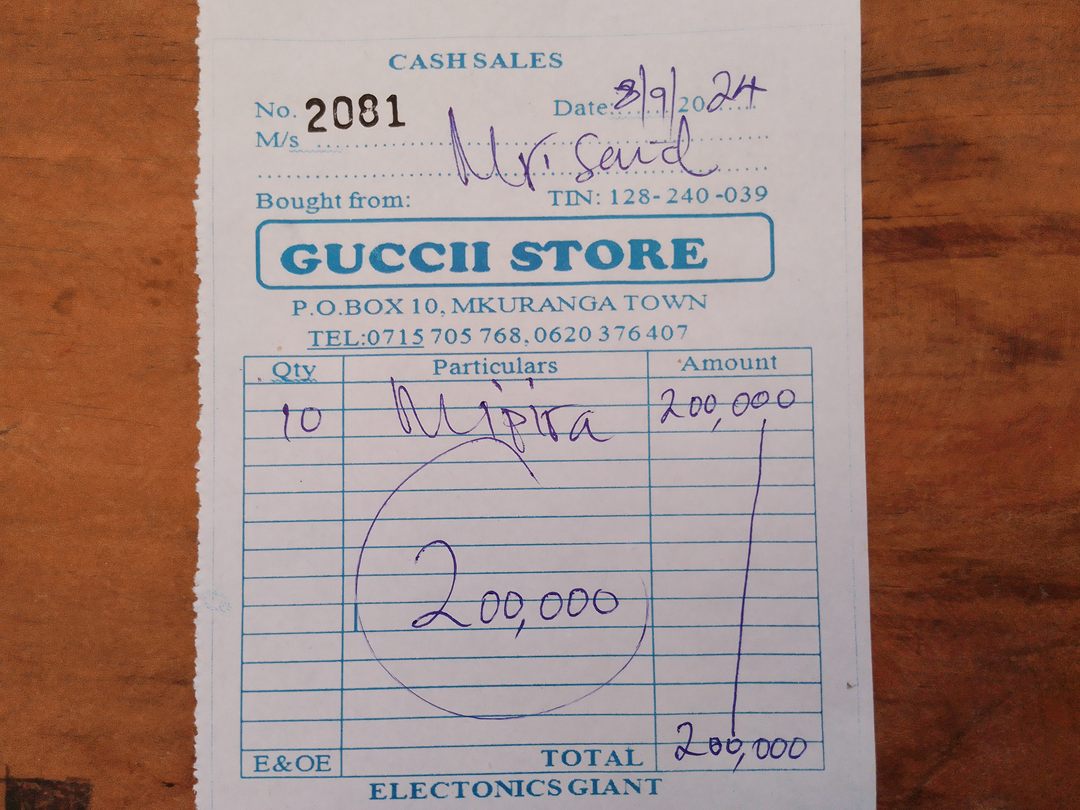 CASH SALES
No. 2081 Date: 3/9/2024
M/s Mr. Said
Bought from: TIN: 128-240-039
GUCCII STORE
P.O.BOX 10, MKURANGA TOWN
TEL:0715 705 768, 0620 376 407
Qty Particulars Amount
10 Mipira 200,000
200,000
E&OE TOTAL 200,000
ELECTONICS GIANT